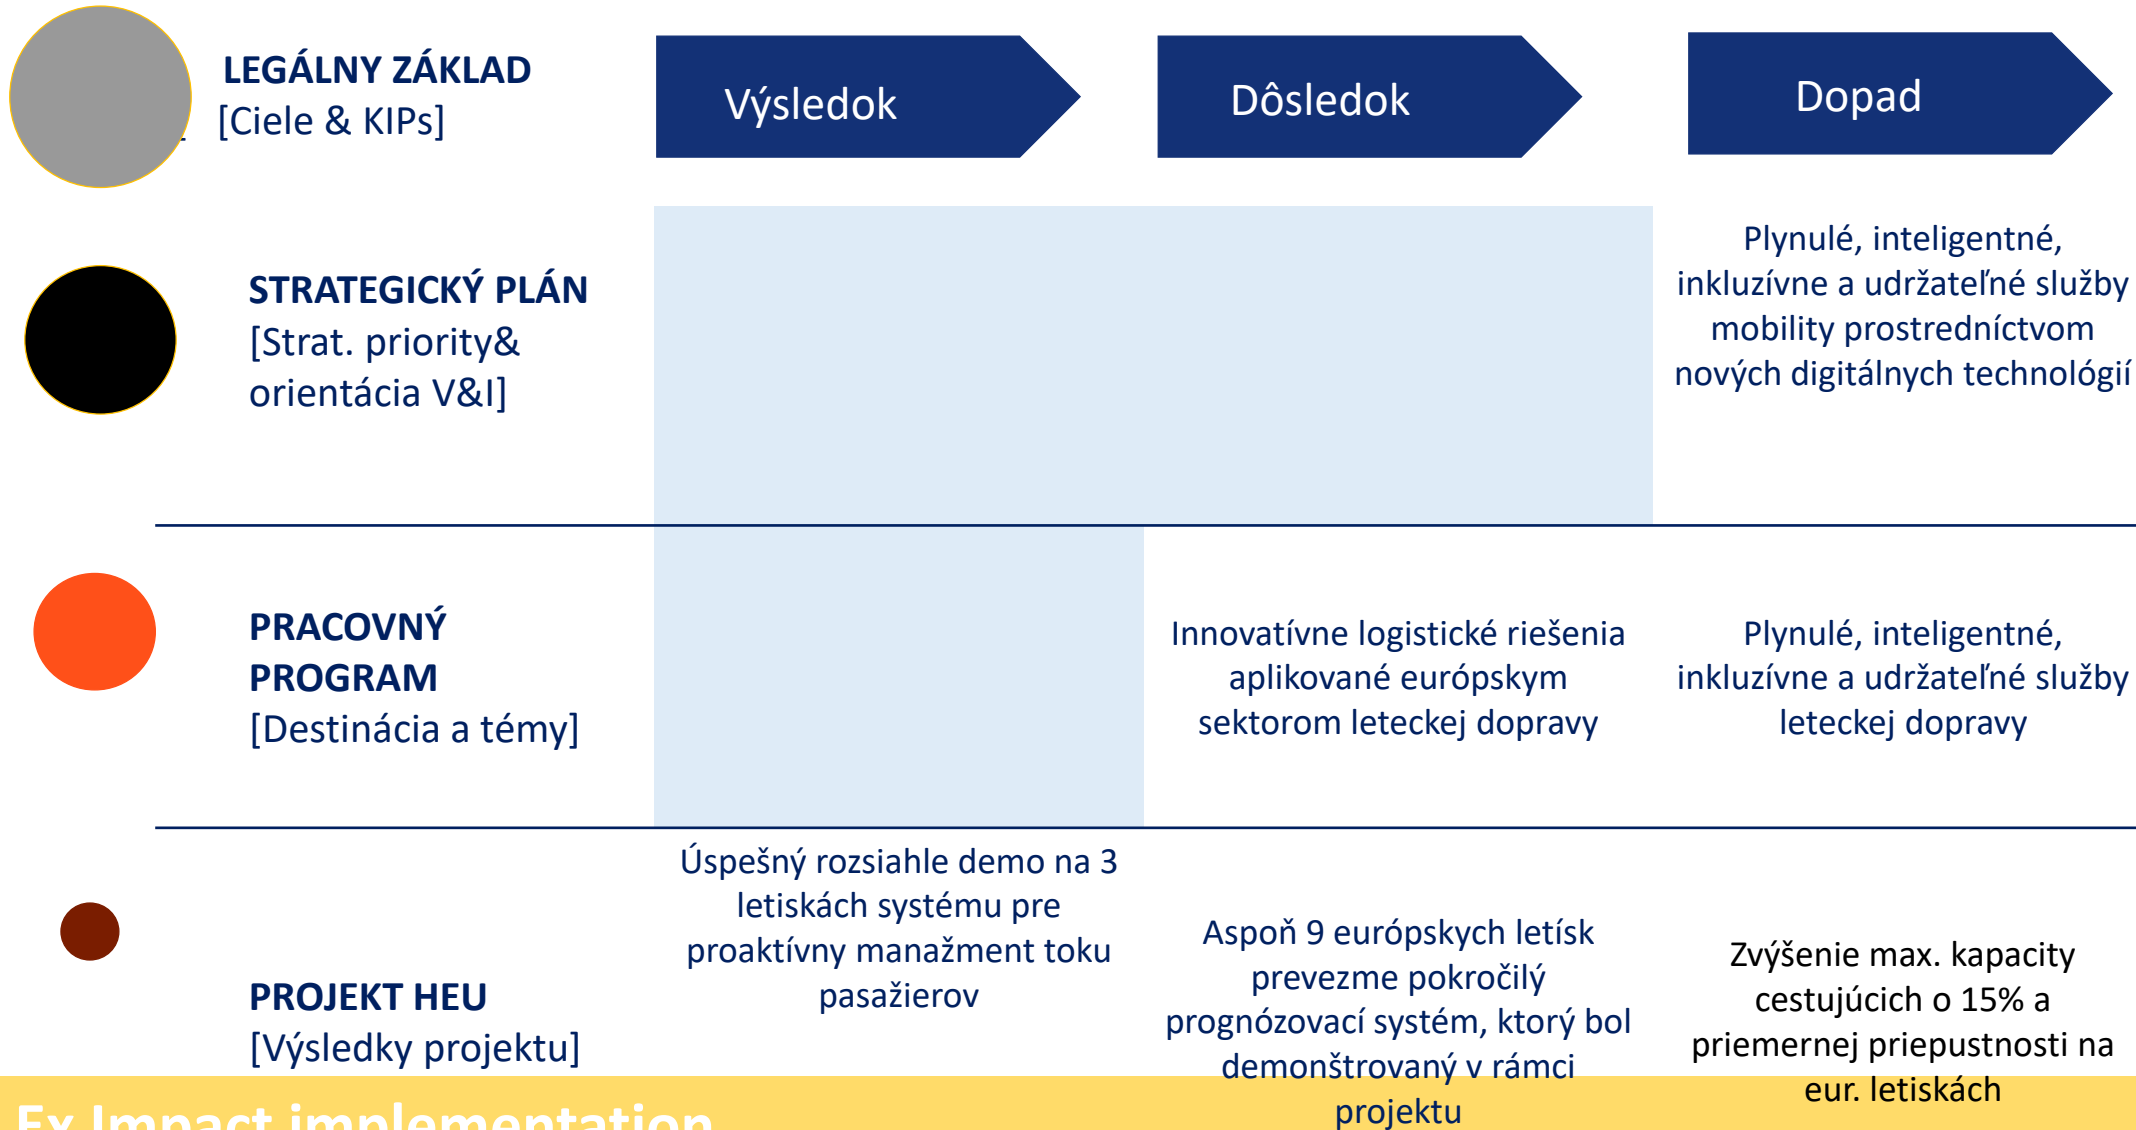 LEGÁLNY ZÁKLAD
[Ciele & KIPs]
Výsledok
Dôsledok
Dopad
STRATEGICKÝ PLÁN
[Strat. priority&
orientácia V&I]
Plynulé, inteligentné,
inkluzívne a udržateľné služby
mobility prostredníctvom
nových digitálnych technológií
PRACOVNÝ
PROGRAM
[Destinácia a témy]
Innovatívne logistické riešenia
aplikované európskym
sektorom leteckej dopravy
Plynulé, inteligentné,
inkluzívne a udržateľné služby
leteckej dopravy
PROJEKT HEU
[Výsledky projektu]
Úspešný rozsiahle demo na 3
letiskách systému pre
proaktívny manažment toku
pasažierov
Aspoň 9 európskych letísk
prevezme pokročilý
prognózovací systém, ktorý bol
demonštrovaný v rámci
projektu
Zvýšenie max. kapacity
cestujúcich o 15% a
priemernej priepustnosti na
eur. letiskách
Ex Impact implementation